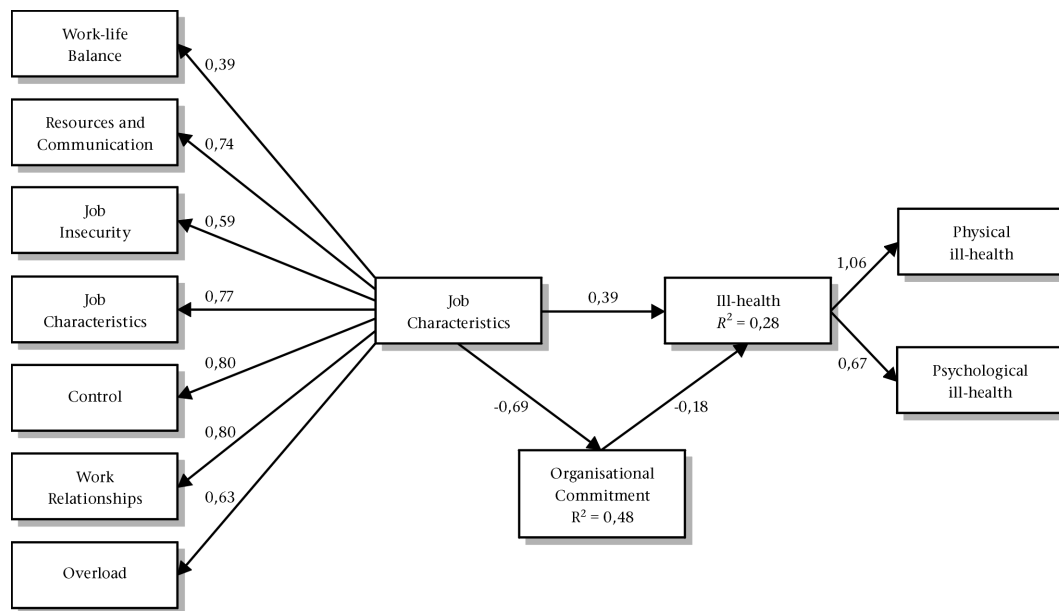 Work-life
Balance
0,39
Resources and
Communication
0,74
Job
Insecurity
0,59
Job
Characteristics
0,77
Control
0,80
Work
Relationships
0,80
Overload
0,63
Job
Characteristics
0,39
-0,69
Organisational
Commitment
R² = 0,48
-0,18
Ill-health
R² = 0,28
1,06
Physical
ill-health
0,67
Psychological
ill-health